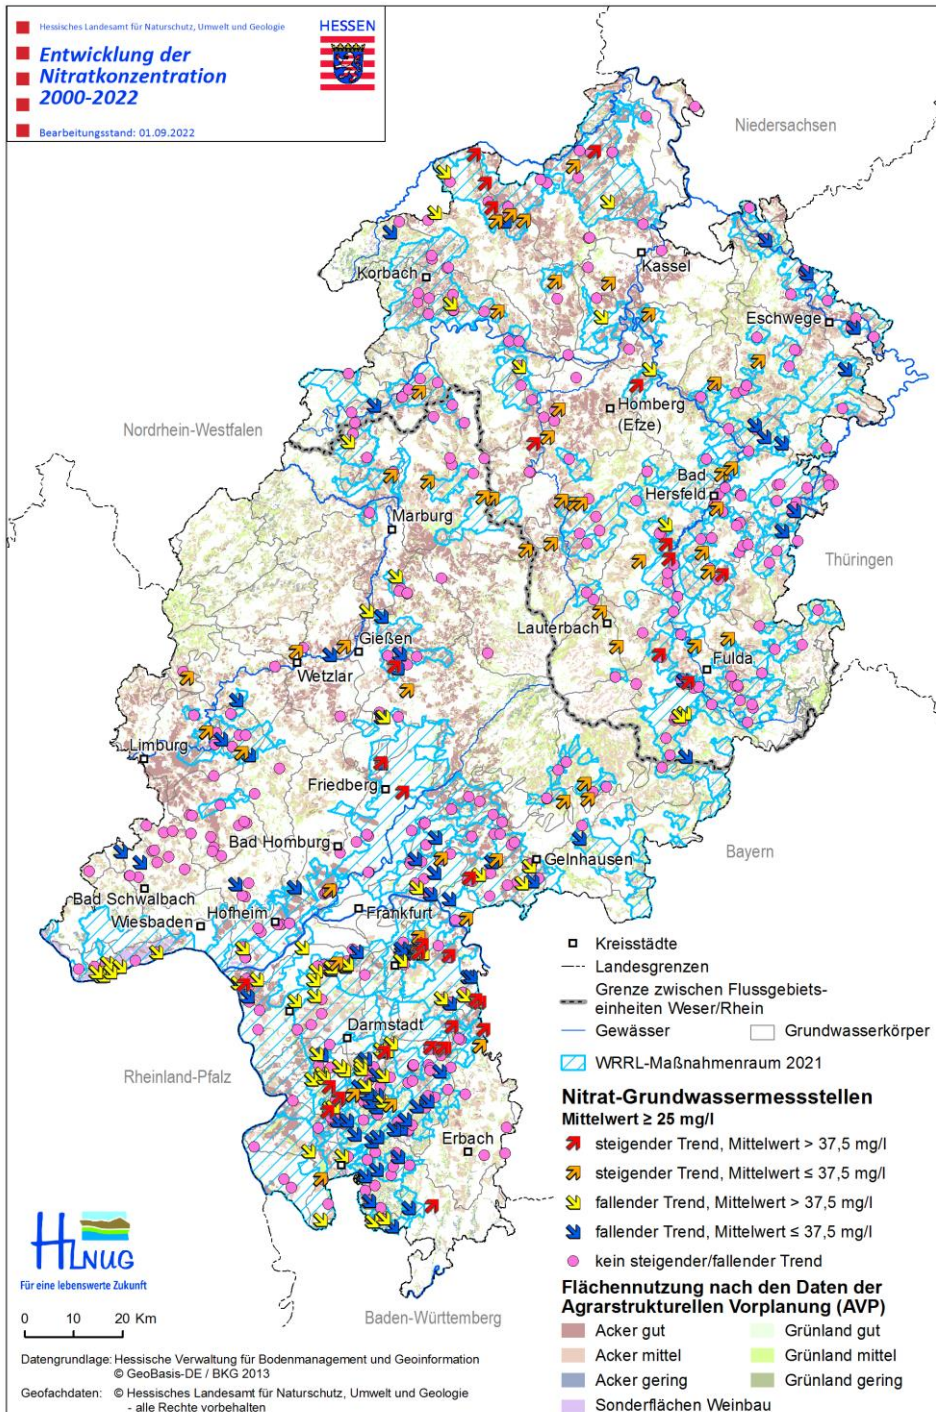 Hessisches Landesamt für Naturschutz, Umwelt und Geologie
HESSEN
Entwicklung der
Nitratkonzentration
2000-2022
Bearbeitungsstand: 01.09.2022
Niedersachsen
Kassel
Korbach
Eschwege
Homberg
(Efze)
Nordrhein-Westfalen
Bad
Hersfeld
Marburg
Thüringen
Lauterbach
Gießen
Wetzlar
Fulda
Limburg
Friedberg
Bad Homburg
Bayern
Gelnhausen
Bad Schwalbach
Wiesbaden
Hofheim
Frankfurt
Darmstadt
Rheinland-Pfalz
Erbach
Baden-Württemberg
Kreisstädte
Landesgrenzen
Grenze zwischen Flussgebiets-
einheiten Weser/Rhein
Gewässer
Grundwasserkörper
WRRL-Maßnahmenraum 2021
Nitrat-Grundwassermessstellen
Mittelwert ≥ 25 mg/l
steigender Trend, Mittelwert > 37,5 mg/l
steigender Trend, Mittelwert ≤ 37,5 mg/l
fallender Trend, Mittelwert > 37,5 mg/l
fallender Trend, Mittelwert ≤ 37,5 mg/l
kein steigender/fallender Trend
Flächennutzung nach den Daten der
Agrarstrukturellen Vorplanung (AVP)
Acker gut
Grünland gut
Acker mittel
Grünland mittel
Acker gering
Grünland gering
Sonderflächen Weinbau
HLNUG
Für eine lebenswerte Zukunft
0 10 20 Km
Datengrundlage: Hessische Verwaltung für Bodenmanagement und Geoinformation
© GeoBasis-DE / BKG 2013
Geofachdaten: © Hessisches Landesamt für Naturschutz, Umwelt und Geologie
- alle Rechte vorbehalten